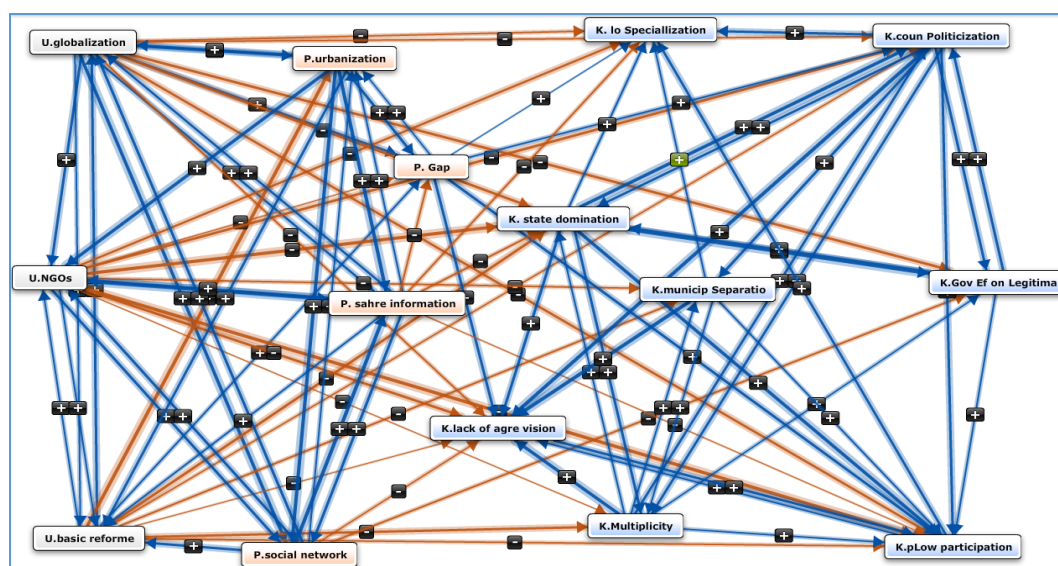 K. lo Speciallization
U.globalization
K.coun Politicization
P.urbanization
P. Gap
K. state domination
U.NGOs
K.municip Separatio
K.Gov Ef on Legitima
P. sahre information
K.lack of agre vision
K.Multiplicity
U.basic reforme
P.social network
K.pLow participation